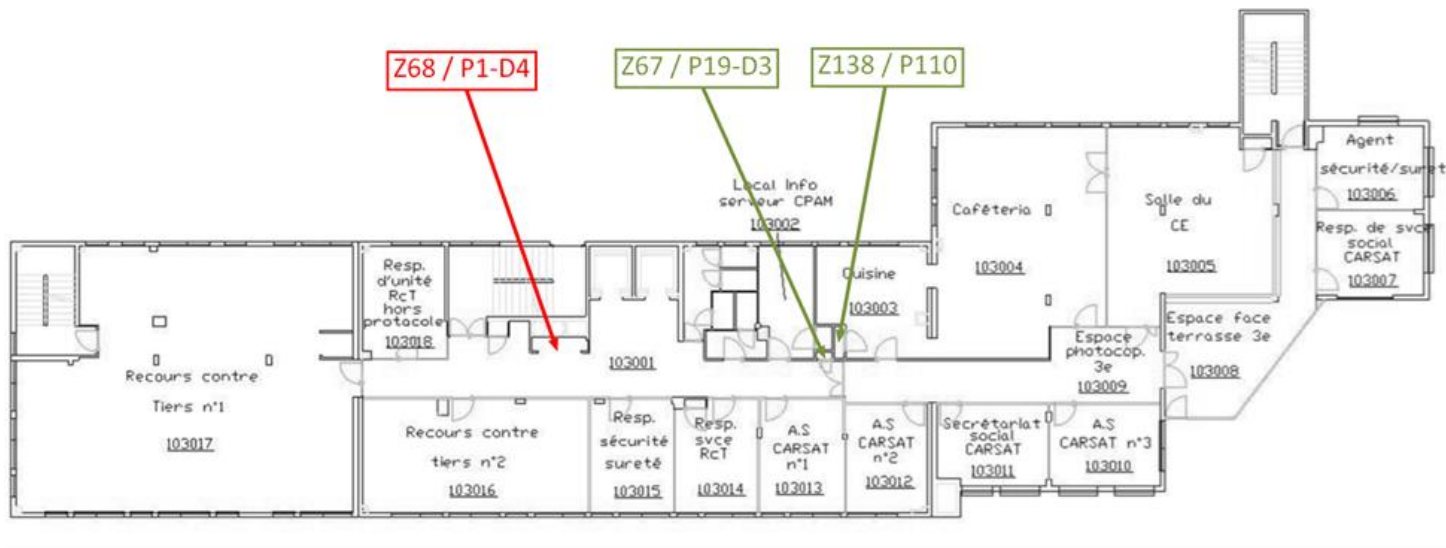 Z68 / P1-D4
Z67 / P19-D3
Z138 / P110
Local Info
serveur CPAM
103002
Agent
sécurité/suret
103006
Caféteria
103004
Salle du
CE
103005
Resp. de svce
social
CARSAT
103007
Resp.
d'unité
RcT
hors
protocole
103018
Cuisine
103003
Espace face
terrasse 3e
103008
Espace
photocop.
3e
103009
103001
Recours contre
Tiers n°1
103017
Recours contre
tiers n°2
103016
Resp.
sécurité
sureté
103015
Resp.
svce
RcT
103014
A.S
CARSAT
n°1
103013
A.S
CARSAT
n°2
103012
Secrétariat
social
CARSAT
103011
A.S
CARSAT n°3
103010